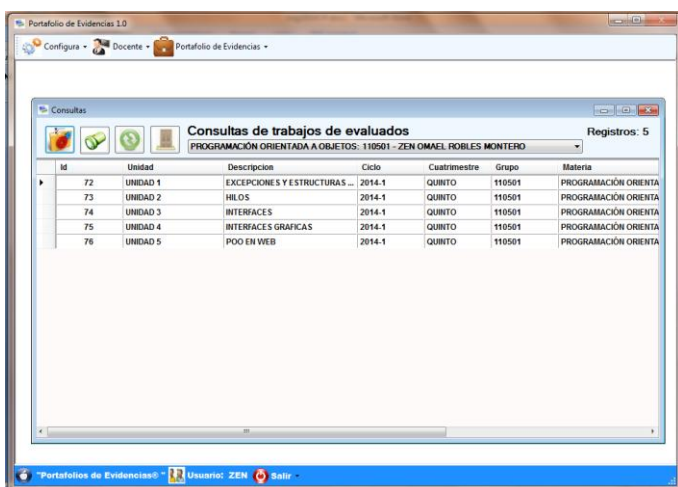 Portafolio de Evidencias 1.0
Configura Docente Portafolio de Evidencias
Consultas
Consultas de trabajos de evaluados Registros: 5
PROGRAMACIÓN ORIENTADA A OBJETOS: 110501 - ZEN OMAEL ROBLES MONTERO
Id Unidad Descripcion Ciclo Cuatrimestre Grupo Materia
72 UNIDAD 1 EXCEPCIONES Y ESTRUCTURAS ... 2014-1 QUINTO 110501 PROGRAMACIÓN ORIENTA
73 UNIDAD 2 HILOS 2014-1 QUINTO 110501 PROGRAMACIÓN ORIENTA
74 UNIDAD 3 INTERFACES 2014-1 QUINTO 110501 PROGRAMACIÓN ORIENTA
75 UNIDAD 4 INTERFACES GRAFICAS 2014-1 QUINTO 110501 PROGRAMACIÓN ORIENTA
76 UNIDAD 5 POO EN WEB 2014-1 QUINTO 110501 PROGRAMACIÓN ORIENTA
"Portafolios de Evidencias® " Usuario: ZEN Salir